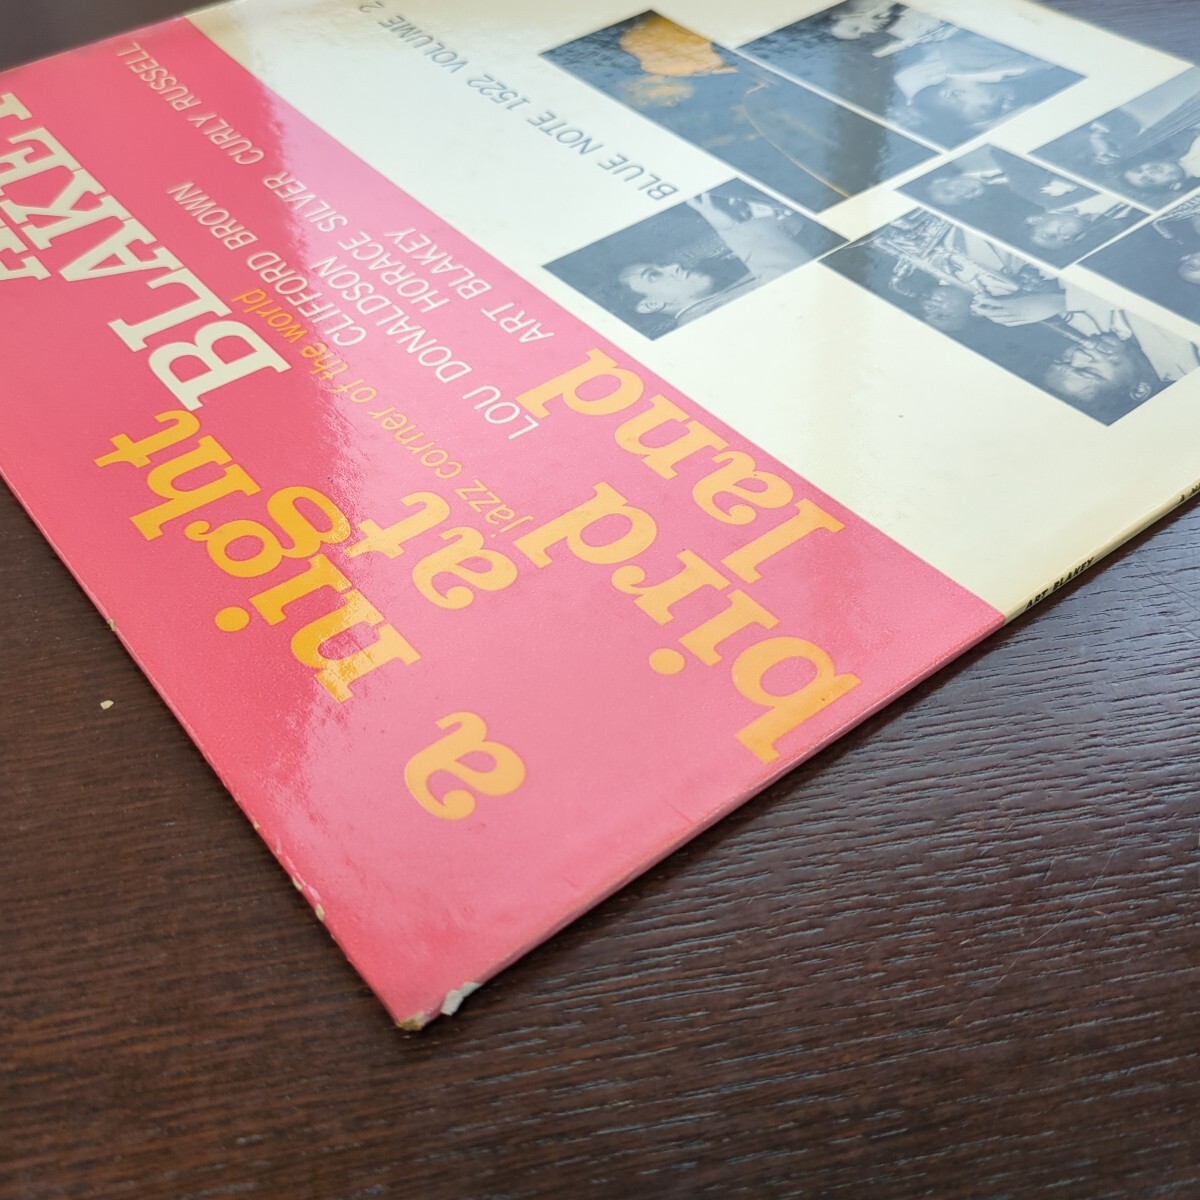 BLUE NOTE 1522 VOLUME 2
ART BLAKEY
HORACE SILVER CURLY RUSSELL
LOU DONALDSON CLIFFORD BROWN
jazz corner of the world
bird
land
a night
at
BLAKEY
ART BLAKEY